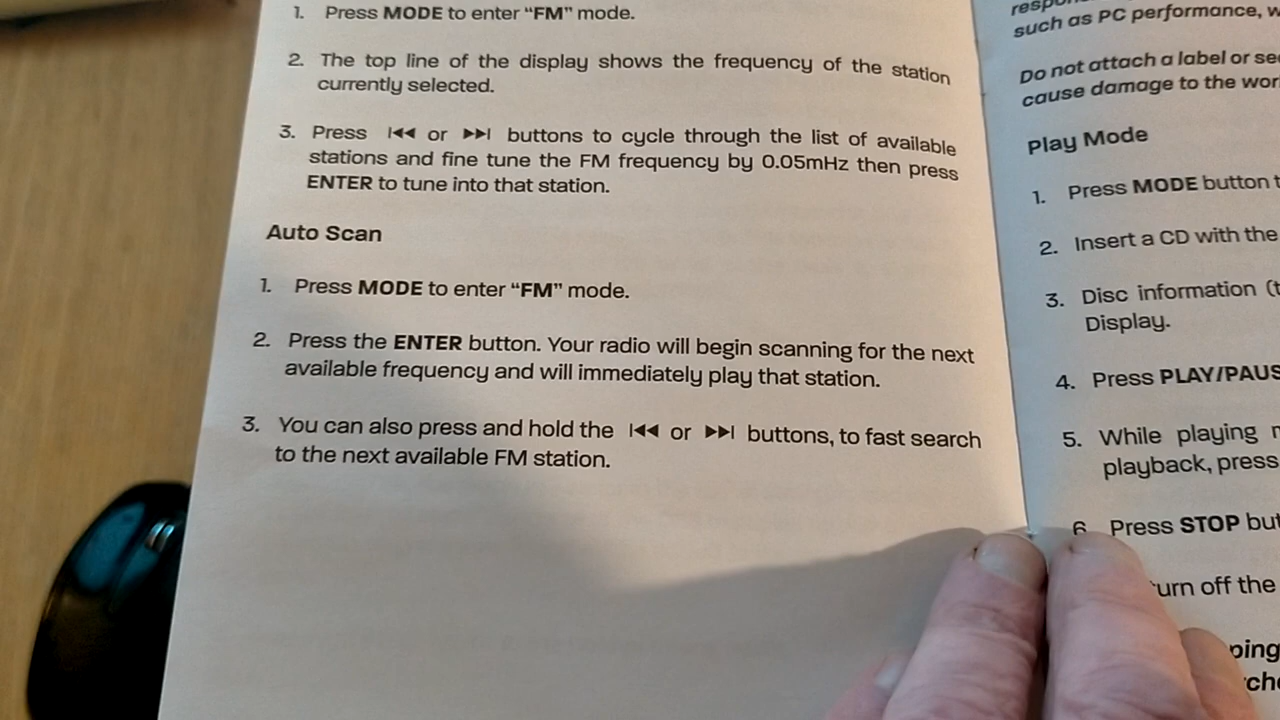 1. Press MODE to enter “FM” mode.
2. The top line of the display shows the frequency of the station
currently selected.
3. Press |◀◀ or ▶▶| buttons to cycle through the list of available
stations and fine tune the FM frequency by 0.05mHz then press
ENTER to tune into that station.
Auto Scan
1. Press MODE to enter “FM” mode.
2. Press the ENTER button. Your radio will begin scanning for the next
available frequency and will immediately play that station.
3. You can also press and hold the |◀◀ or ▶▶| buttons, to fast search
to the next available FM station.
such as PC performance,
Do not attach a label or
cause damage to the
Play Mode
1. Press MODE button
2. Insert a CD with the
3. Disc information
Display.
4. Press
5. While playing
playback, press
6. Press STOP
off the